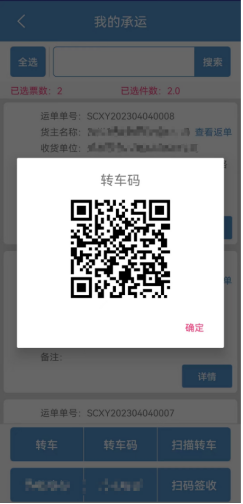 我的承运
全选 搜索
已选票数：2 已选件数：2.0
运单单号：SCXY202304040008
货主名称： 查看运单
收货单位：
转车码
单
确定
备注：
详情
运单单号：SCXY202304040007
转车 转车码 扫描转车
扫码签收